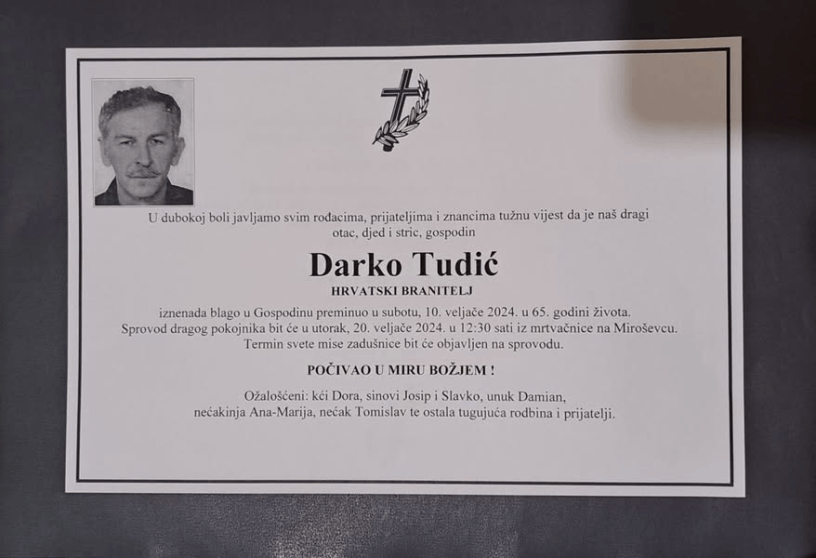 U dubokoj boli javljamo svim rođacima, prijateljima i znancima tužnu vijest da je naš dragi
otac, djed i stric, gospodin
Darko Tudić
HRVATSKI BRANITELJ
iznenada blago u Gospodinu preminuo u subotu, 10. veljače 2024. u 65. godini života.
Sprovod dragog pokojnika bit će u utorak, 20. veljače 2024. u 12:30 sati iz mrtvačnice na Miroševcu.
Termin svete mise zadušnice bit će objavljen na sprovodu.
POČIVAO U MIRU BOŽJEM !
Ožalošćeni: kći Dora, sinovi Josip i Slavko, unuk Damian,
nećakinja Ana-Marija, nećak Tomislav te ostala tugujuća rodbina i prijatelji.